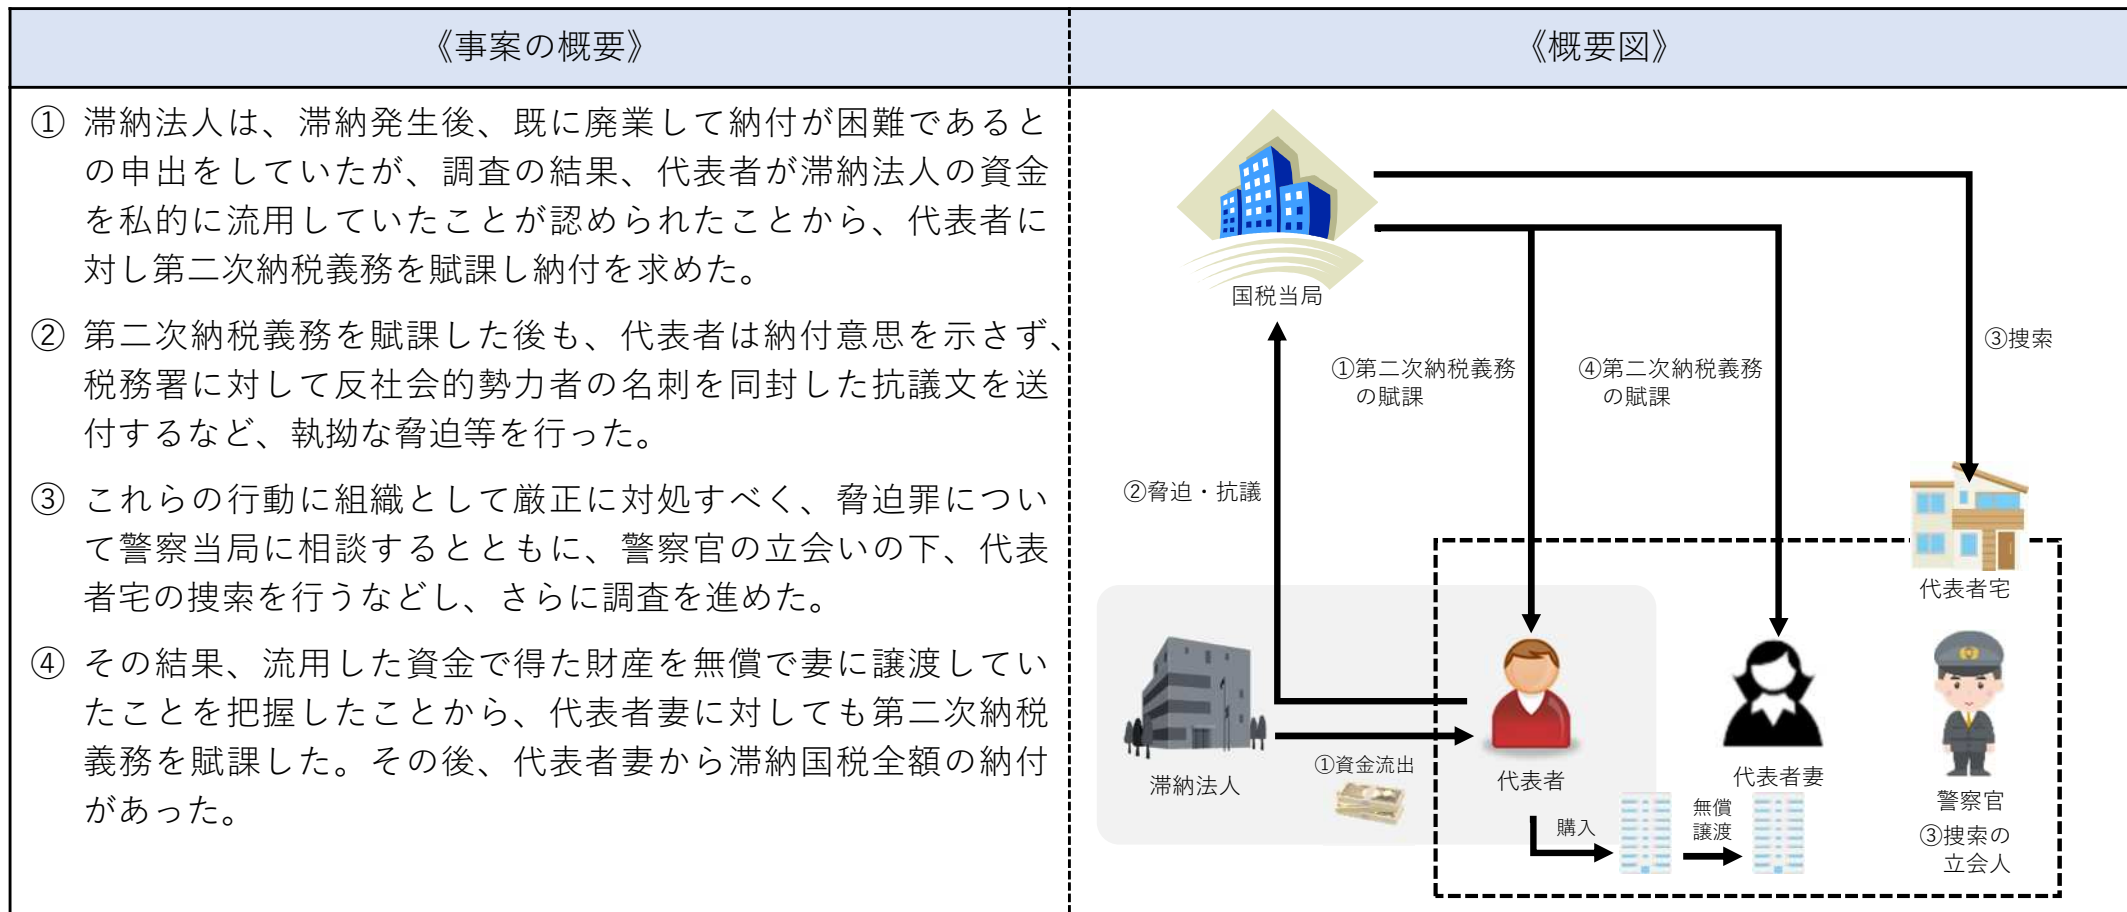 《事案の概要》
① 滞納法人は、滞納発生後、既に廃業して納付が困難であると
の申出をしていたが、調査の結果、代表者が滞納法人の資金
を私的に流用していたことが認められたことから、代表者に
対し第二次納税義務を賦課し納付を求めた。
② 第二次納税義務を賦課した後も、代表者は納付意思を示さず、
税務署に対して反社会的勢力者の名刺を同封した抗議文を送
付するなど、執拗な脅迫等を行った。
③ これらの行動に組織として厳正に対処すべく、脅迫罪につい
て警察当局に相談するとともに、警察官の立会いの下、代表
者宅の捜索を行うなどし、さらに調査を進めた。
④ その結果、流用した資金で得た財産を無償で妻に譲渡してい
たことを把握したことから、代表者妻に対しても第二次納税
義務を賦課した。その後、代表者妻から滞納国税全額の納付
があった。
《概要図》
国税当局
③捜索
①第二次納税義務
の賦課
④第二次納税義務
の賦課
②脅迫・抗議
代表者宅
滞納法人
①資金流出
代表者
代表者妻
警察官
③捜索の
立会人
購入
無償
譲渡